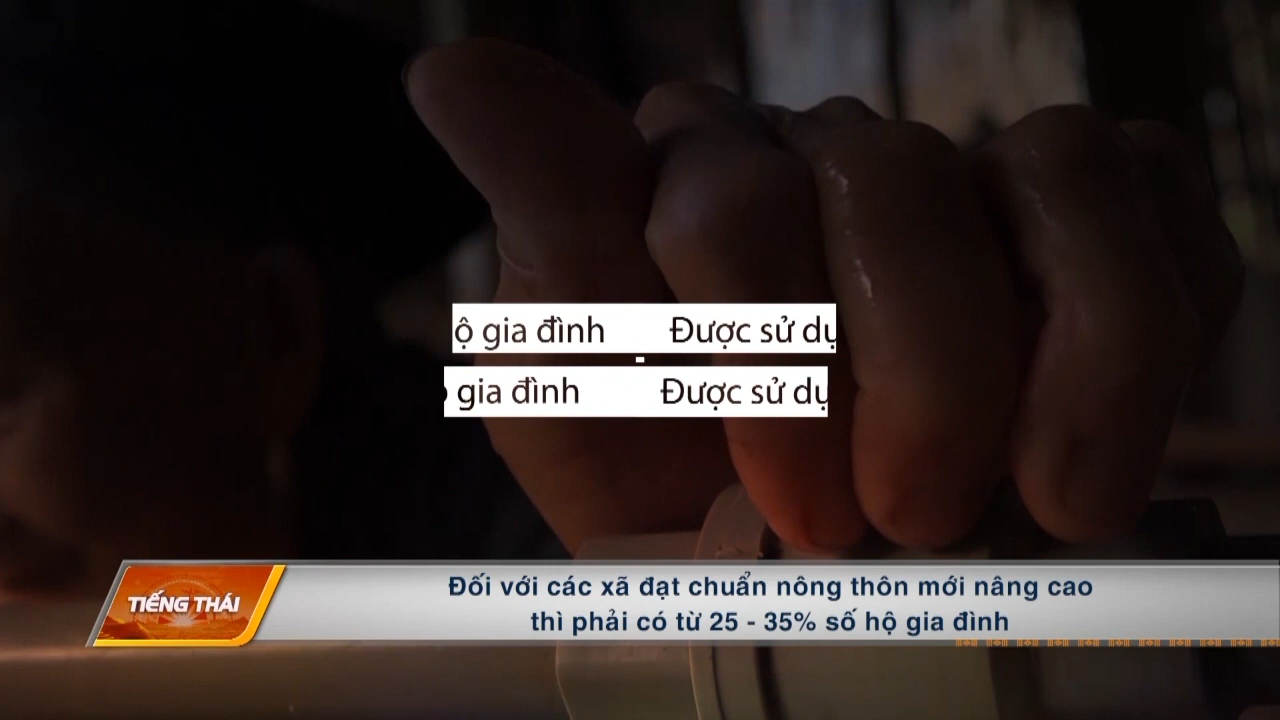 ộ gia đình Được sử dụ
gia đình Được sử dụ
TIẾNG THÁI
Đối với các xã đạt chuẩn nông thôn mới nâng cao
thì phải có từ 25 - 35% số hộ gia đình